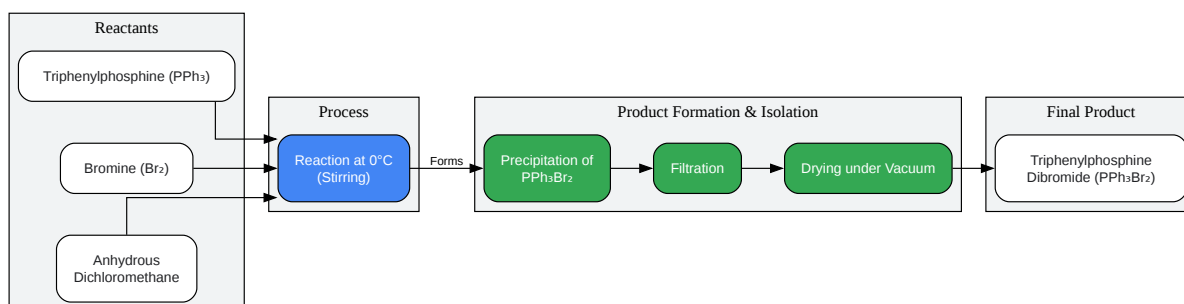 Reactants
Triphenylphosphine (PPh₃)
Bromine (Br₂)
Anhydrous
Dichloromethane
Process
Reaction at 0°C
(Stirring)
Forms
Product Formation & Isolation
Precipitation of
PPh₃Br₂
Filtration
Drying under Vacuum
Final Product
Triphenylphosphine
Dibromide (PPh₃Br₂)